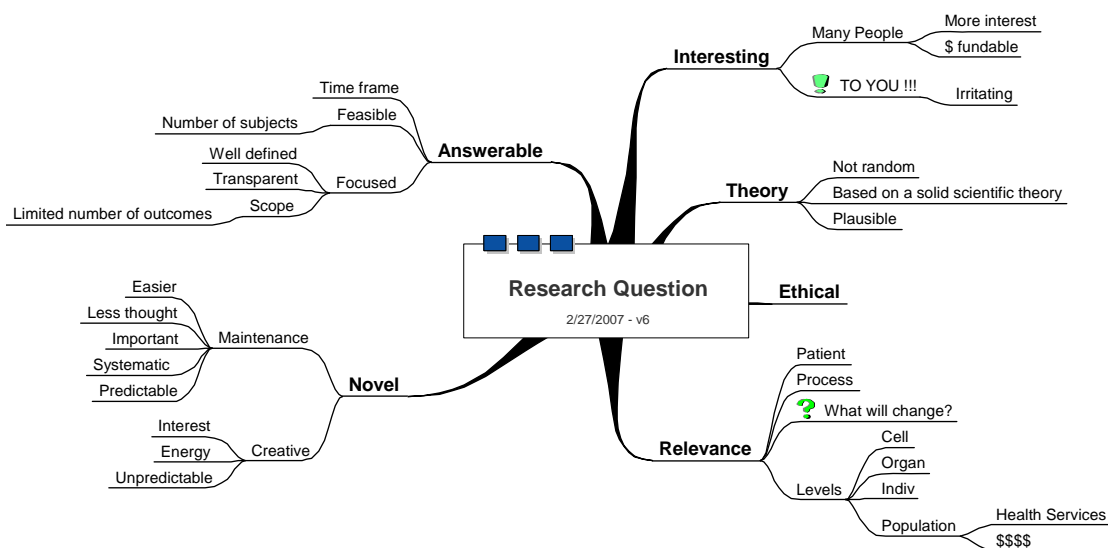 Research Question
2/27/2007 - v6
Interesting
Many People
More interest
$ fundable
TO YOU !!!
Irritating
Theory
Not random
Based on a solid scientific theory
Plausible
Ethical
Relevance
Patient
Process
What will change?
Levels
Cell
Organ
Indiv
Population
Health Services
$$$$
Answerable
Time frame
Feasible
Number of subjects
Focused
Well defined
Transparent
Scope
Limited number of outcomes
Novel
Maintenance
Easier
Less thought
Important
Systematic
Predictable
Creative
Interest
Energy
Unpredictable